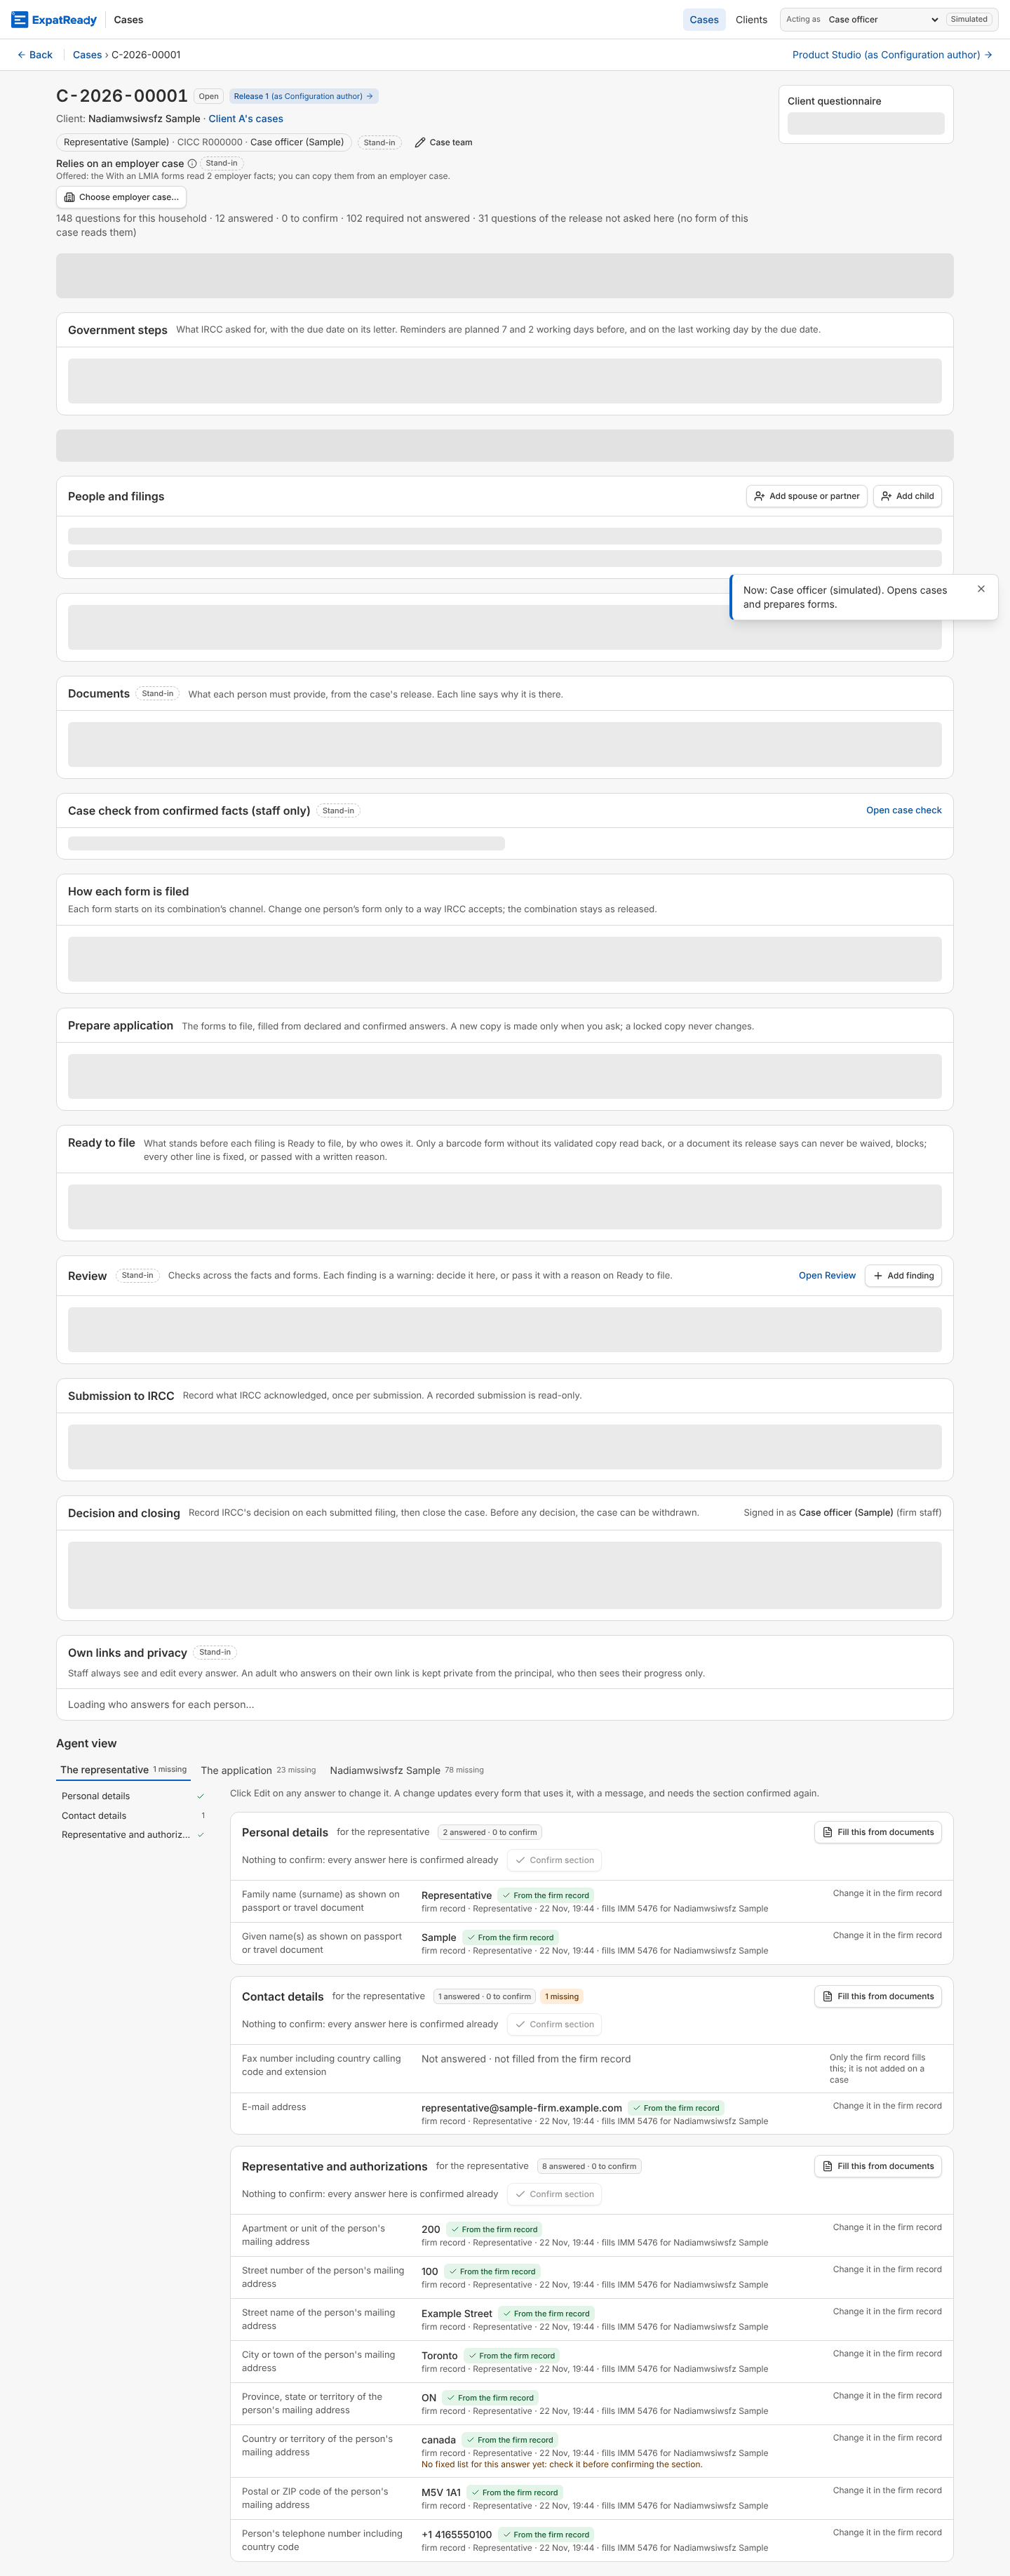 ExpatReady Cases Cases Clients Acting as Case officer Simulated
Back Cases › C-2026-00001 Product Studio (as Configuration author)
C-2026-00001 Open Release 1 (as Configuration author)
Client questionnaire
Client: Nadiamwsiwsfz Sample · Client A's cases
Representative (Sample) · CICC R000000 · Case officer (Sample) Stand-in Case team
Relies on an employer case Stand-in
Offered: the With an LMIA forms read 2 employer facts; you can copy them from an employer case.
Choose employer case...
148 questions for this household · 12 answered · 0 to confirm · 102 required not answered · 31 questions of the release not asked here (no form of this
case reads them)
Government steps What IRCC asked for, with the due date on its letter. Reminders are planned 7 and 2 working days before, and on the last working day by the due date.
People and filings Add spouse or partner Add child
Now: Case officer (simulated). Opens cases
and prepares forms.
Documents Stand-in What each person must provide, from the case's release. Each line says why it is there.
Case check from confirmed facts (staff only) Stand-in Open case check
How each form is filed
Each form starts on its combination's channel. Change one person's form only to a way IRCC accepts; the combination stays as released.
Prepare application The forms to file, filled from declared and confirmed answers. A new copy is made only when you ask; a locked copy never changes.
Ready to file What stands before each filing is Ready to file, by who owes it. Only a barcode form without its validated copy read back, or a document its release says can never be waived, blocks;
every other line is fixed, or passed with a written reason.
Review Stand-in Checks across the facts and forms. Each finding is a warning: decide it here, or pass it with a reason on Ready to file. Open Review Add finding
Submission to IRCC Record what IRCC acknowledged, once per submission. A recorded submission is read-only.
Decision and closing Record IRCC's decision on each submitted filing, then close the case. Before any decision, the case can be withdrawn. Signed in as Case officer (Sample) (firm staff)
Own links and privacy Stand-in
Staff always see and edit every answer. An adult who answers on their own link is kept private from the principal, who then sees their progress only.
Loading who answers for each person...
Agent view
The representative 1 missing The application 23 missing Nadiamwsiwsfz Sample 78 missing
Personal details
Contact details 1
Representative and authoriz...
Click Edit on any answer to change it. A change updates every form that uses it, with a message, and needs the section confirmed again.
Personal details for the representative 2 answered · 0 to confirm Fill this from documents
Nothing to confirm: every answer here is confirmed already Confirm section
Family name (surname) as shown on
passport or travel document
Representative From the firm record
firm record · Representative · 22 Nov, 19:44 · fills IMM 5476 for Nadiamwsiwsfz Sample
Change it in the firm record
Given name(s) as shown on passport
or travel document
Sample From the firm record
firm record · Representative · 22 Nov, 19:44 · fills IMM 5476 for Nadiamwsiwsfz Sample
Change it in the firm record
Contact details for the representative 1 answered · 0 to confirm 1 missing Fill this from documents
Nothing to confirm: every answer here is confirmed already Confirm section
Fax number including country calling
code and extension
Not answered · not filled from the firm record
Only the firm record fills
this; it is not added on a
case
E-mail address
representative@sample-firm.example.com From the firm record
firm record · Representative · 22 Nov, 19:44 · fills IMM 5476 for Nadiamwsiwsfz Sample
Change it in the firm record
Representative and authorizations for the representative 8 answered · 0 to confirm Fill this from documents
Nothing to confirm: every answer here is confirmed already Confirm section
Apartment or unit of the person's
mailing address
200 From the firm record
firm record · Representative · 22 Nov, 19:44 · fills IMM 5476 for Nadiamwsiwsfz Sample
Change it in the firm record
Street number of the person's mailing
address
100 From the firm record
firm record · Representative · 22 Nov, 19:44 · fills IMM 5476 for Nadiamwsiwsfz Sample
Change it in the firm record
Street name of the person's mailing
address
Example Street From the firm record
firm record · Representative · 22 Nov, 19:44 · fills IMM 5476 for Nadiamwsiwsfz Sample
Change it in the firm record
City or town of the person's mailing
address
Toronto From the firm record
firm record · Representative · 22 Nov, 19:44 · fills IMM 5476 for Nadiamwsiwsfz Sample
Change it in the firm record
Province, state or territory of the
person's mailing address
ON From the firm record
firm record · Representative · 22 Nov, 19:44 · fills IMM 5476 for Nadiamwsiwsfz Sample
Change it in the firm record
Country or territory of the person's
mailing address
canada From the firm record
firm record · Representative · 22 Nov, 19:44 · fills IMM 5476 for Nadiamwsiwsfz Sample
No fixed list for this answer yet: check it before confirming the section.
Change it in the firm record
Postal or ZIP code of the person's
mailing address
M5V 1A1 From the firm record
firm record · Representative · 22 Nov, 19:44 · fills IMM 5476 for Nadiamwsiwsfz Sample
Change it in the firm record
Person's telephone number including
country code
+1 4165550100 From the firm record
firm record · Representative · 22 Nov, 19:44 · fills IMM 5476 for Nadiamwsiwsfz Sample
Change it in the firm record